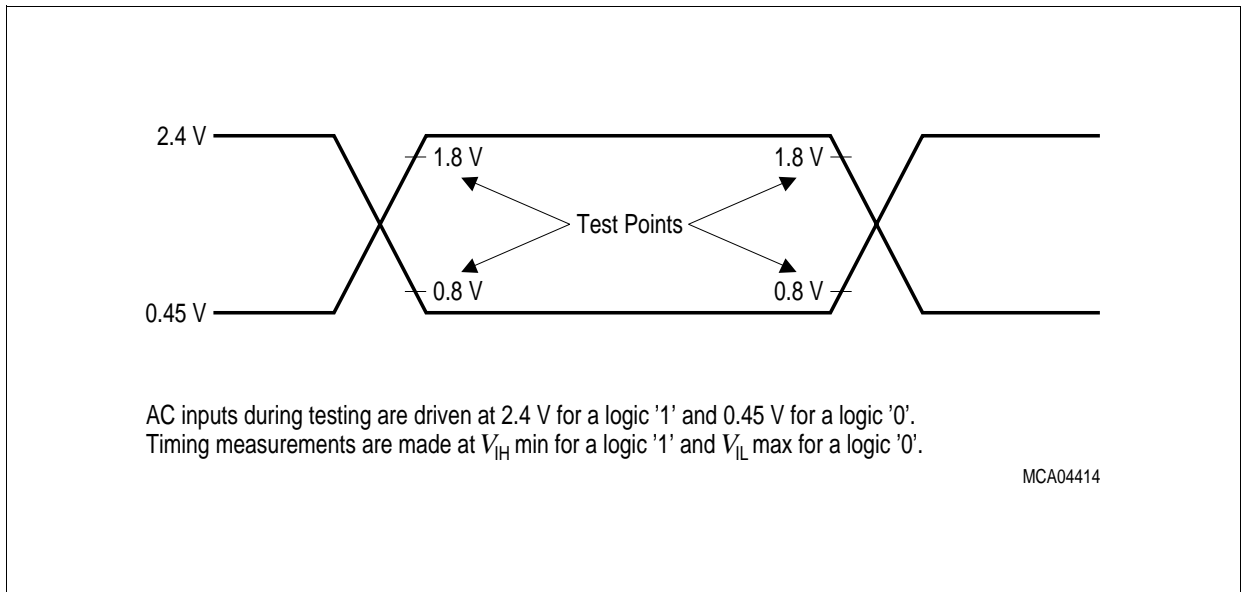 2.4 V
1.8 V
1.8 V
Test Points
0.8 V
0.8 V
0.45 V
AC inputs during testing are driven at 2.4 V for a logic ’1’ and 0.45 V for a logic ’0’.
Timing measurements are made at VIH min for a logic ’1’ and VIL max for a logic ’0’.
MCA04414